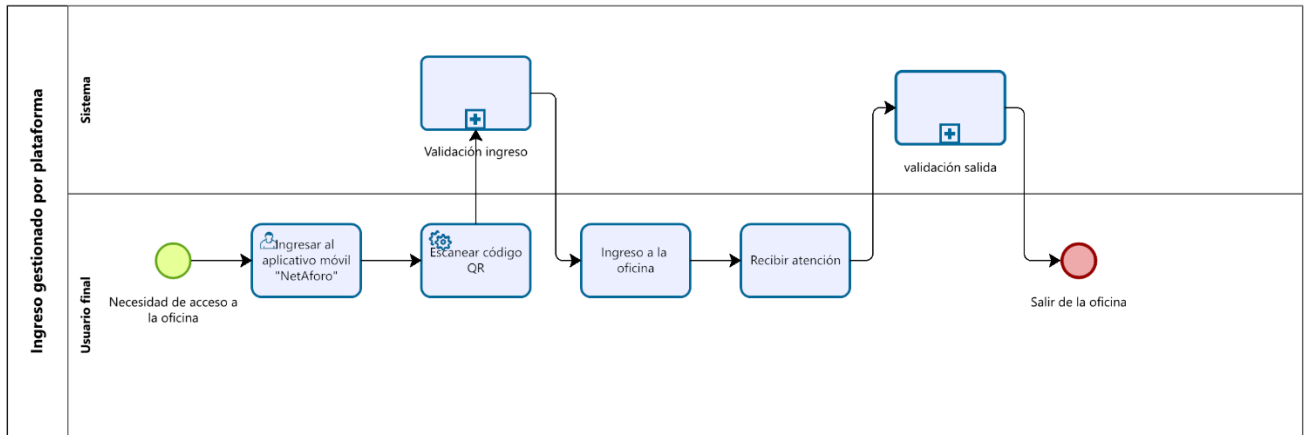 Ingreso gestionado por plataforma
Sistema
Validación ingreso
validación salida
Usuario final
Necesidad de acceso a
la oficina
Ingresar al
aplicativo móvil
"NetAforo"
Escanear código
QR
Ingreso a la
oficina
Recibir atención
Salir de la oficina